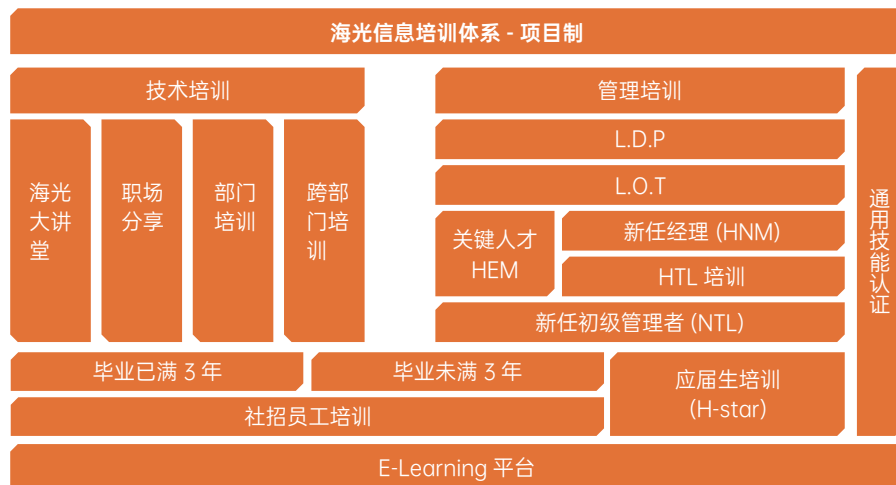 海光信息培训体系 - 项目制
技术培训
管理培训
海光
大讲
堂
职场
分享
部门
培训
跨部
门培
训
L.D.P
L.O.T
关键人才
HEM
新任经理 (HNM)
HTL 培训
新任初级管理者 (NTL)
通用技能认证
毕业已满 3 年
毕业未满 3 年
应届生培训
(H-star)
社招员工培训
E-Learning 平台